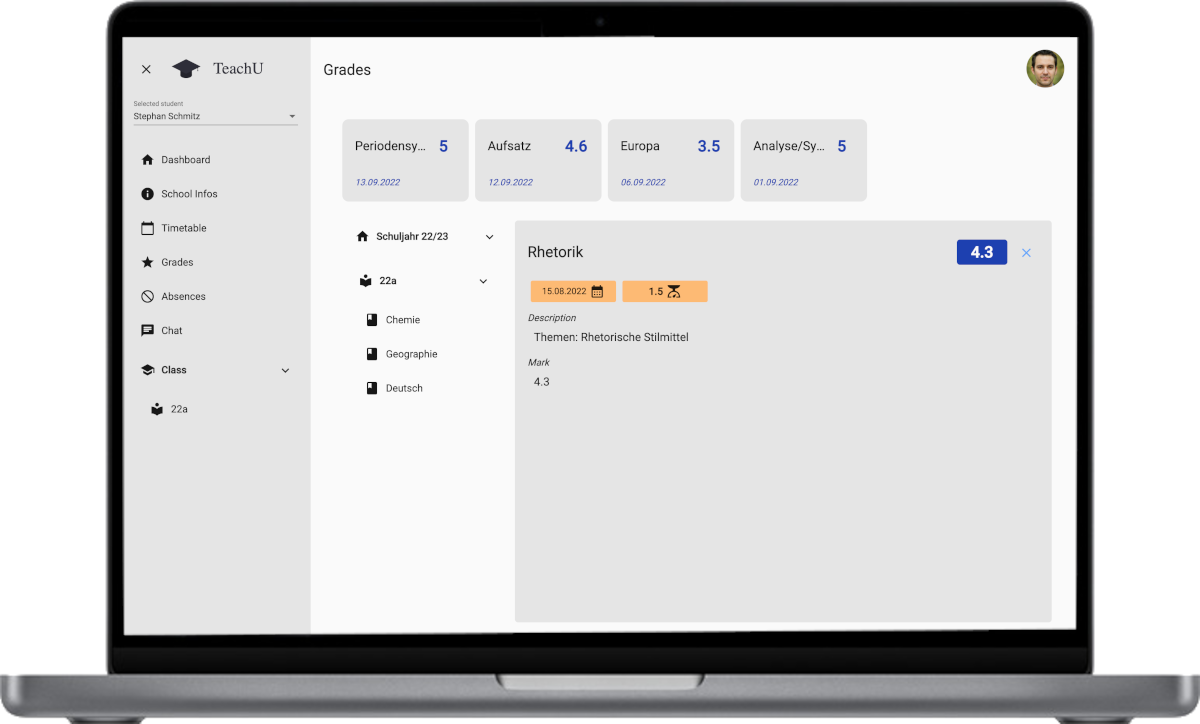 TeachU
Selected student
Stephan Schmitz
Dashboard
School Infos
Timetable
Grades
Absences
Chat
Class
22a
Grades
Periodensy... 5
13.09.2022
Aufsatz 4.6
12.09.2022
Europa 3.5
06.09.2022
Analyse/Sy... 5
01.09.2022
Schuljahr 22/23
22a
Chemie
Geographie
Deutsch
Rhetorik 4.3
15.08.2022 1.5
Description
Themen: Rhetorische Stilmittel
Mark
4.3